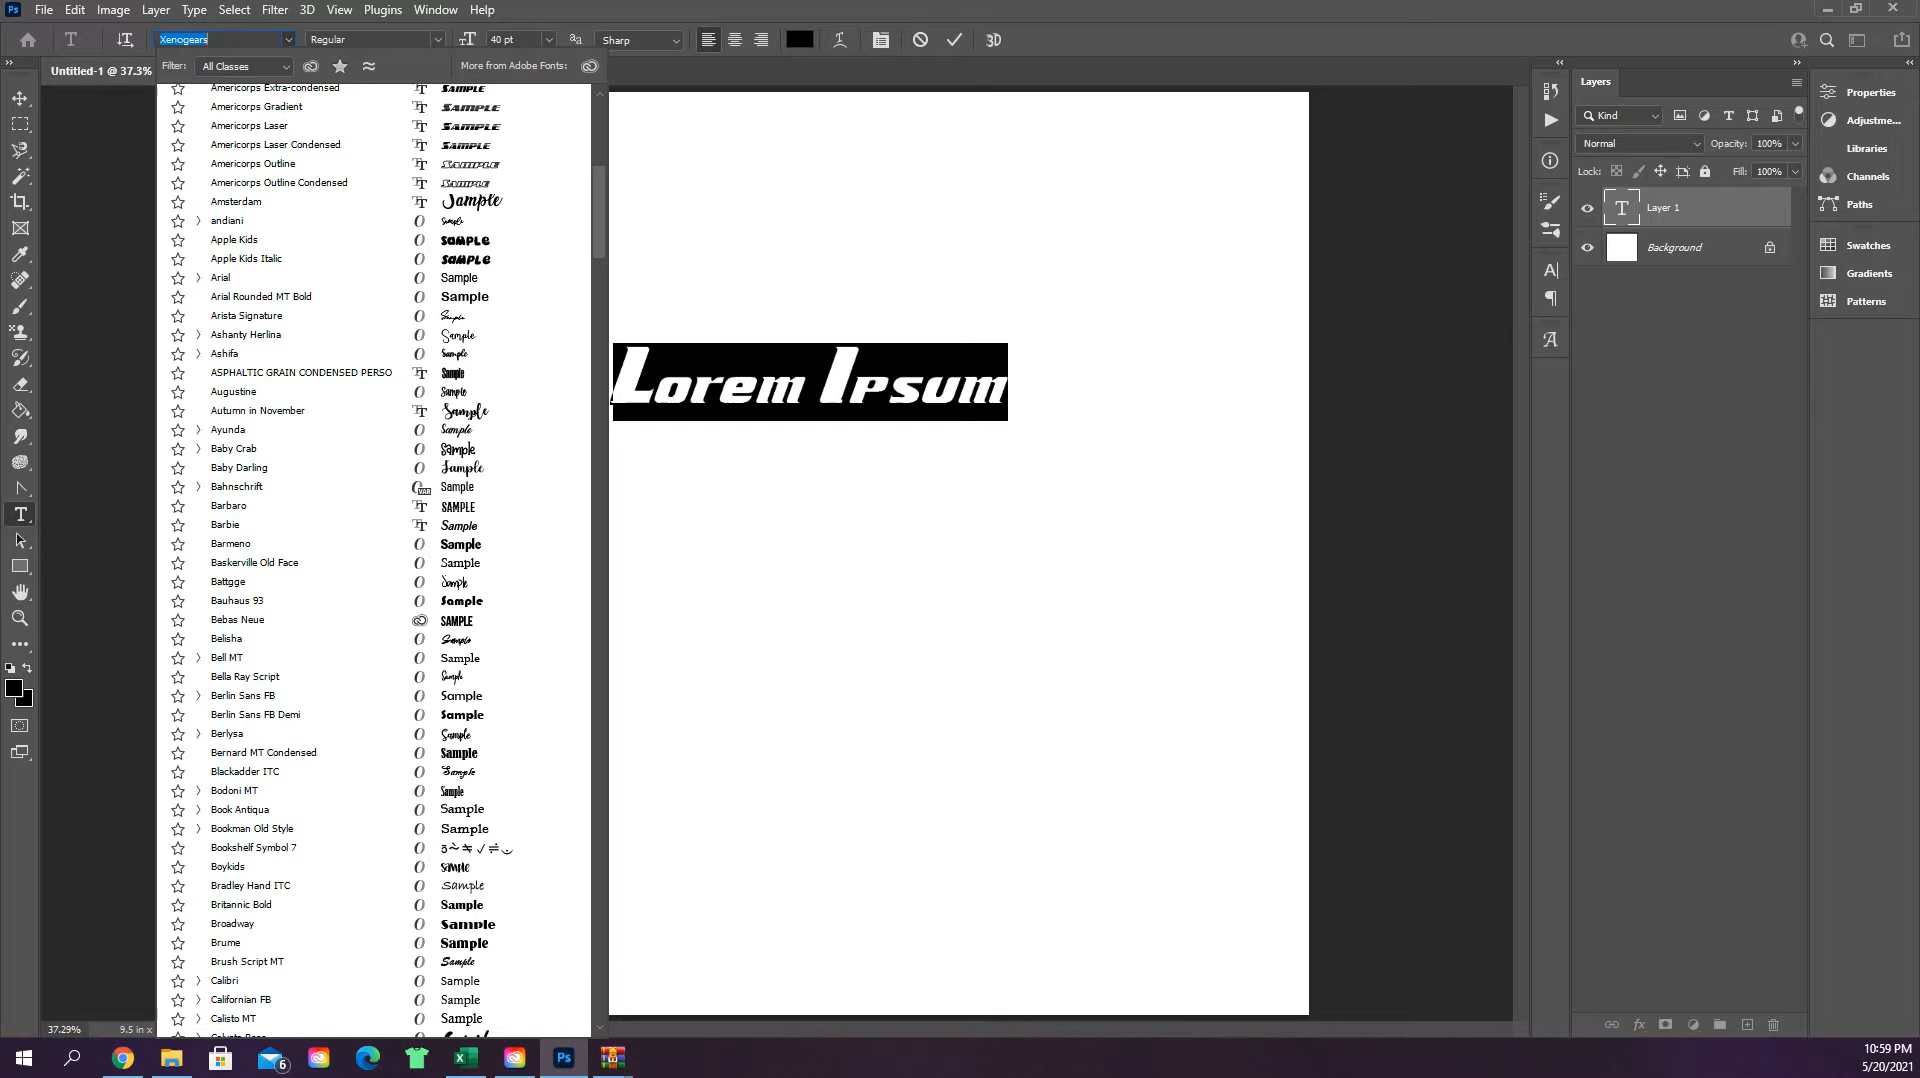 Ps File Edit Image Layer Type Select Filter 3D View Plugins Window Help
Xenogears Regular 40 pt Sharp 3D
Untitled-1 @ 37.3%
Filter: All Classes More from Adobe Fonts:
Americorps Extra-condensed SAMPLE
Americorps Gradient SAMPLE
Americorps Laser SAMPLE
Americorps Laser Condensed SAMPLE
Americorps Outline SAMPLE
Americorps Outline Condensed SAMPLE
Amsterdam Sample
andiani Sample
Apple Kids Sample
Apple Kids Italic Sample
Arial Sample
Arial Rounded MT Bold Sample
Arista Signature Sample
Ashanty Herlina Sample
Ashifa Sample
ASPHALTIC GRAIN CONDENSED PERSO Sample
Augustine Sample
Autumn in November Sample
Ayunda Sample
Baby Crab Sample
Baby Darling Sample
Bahnschrift Sample
Barbaro SAMPLE
Barbie Sample
Barmeno Sample
Baskerville Old Face Sample
Battgge Sample
Bauhaus 93 Sample
Bebas Neue SAMPLE
Belisha Sample
Bell MT Sample
Bella Ray Script Sample
Berlin Sans FB Sample
Berlin Sans FB Demi Sample
Berlysa Sample
Bernard MT Condensed Sample
Blackadder ITC Sample
Bodoni MT Sample
Book Antiqua Sample
Bookman Old Style Sample
Bookshelf Symbol 7
Boykids SAMPLE
Bradley Hand ITC Sample
Britannic Bold Sample
Broadway Sample
Brume Sample
Brush Script MT Sample
Calibri Sample
Californian FB Sample
Calisto MT Sample
Lorem Ipsum
Layers
Kind
Normal Opacity: 100%
Lock: Fill: 100%
Layer 1
Background
Properties
Adjustme...
Libraries
Channels
Paths
Swatches
Gradients
Patterns
37.29% 9.5 in x
6
Ps
10:59 PM
5/20/2021